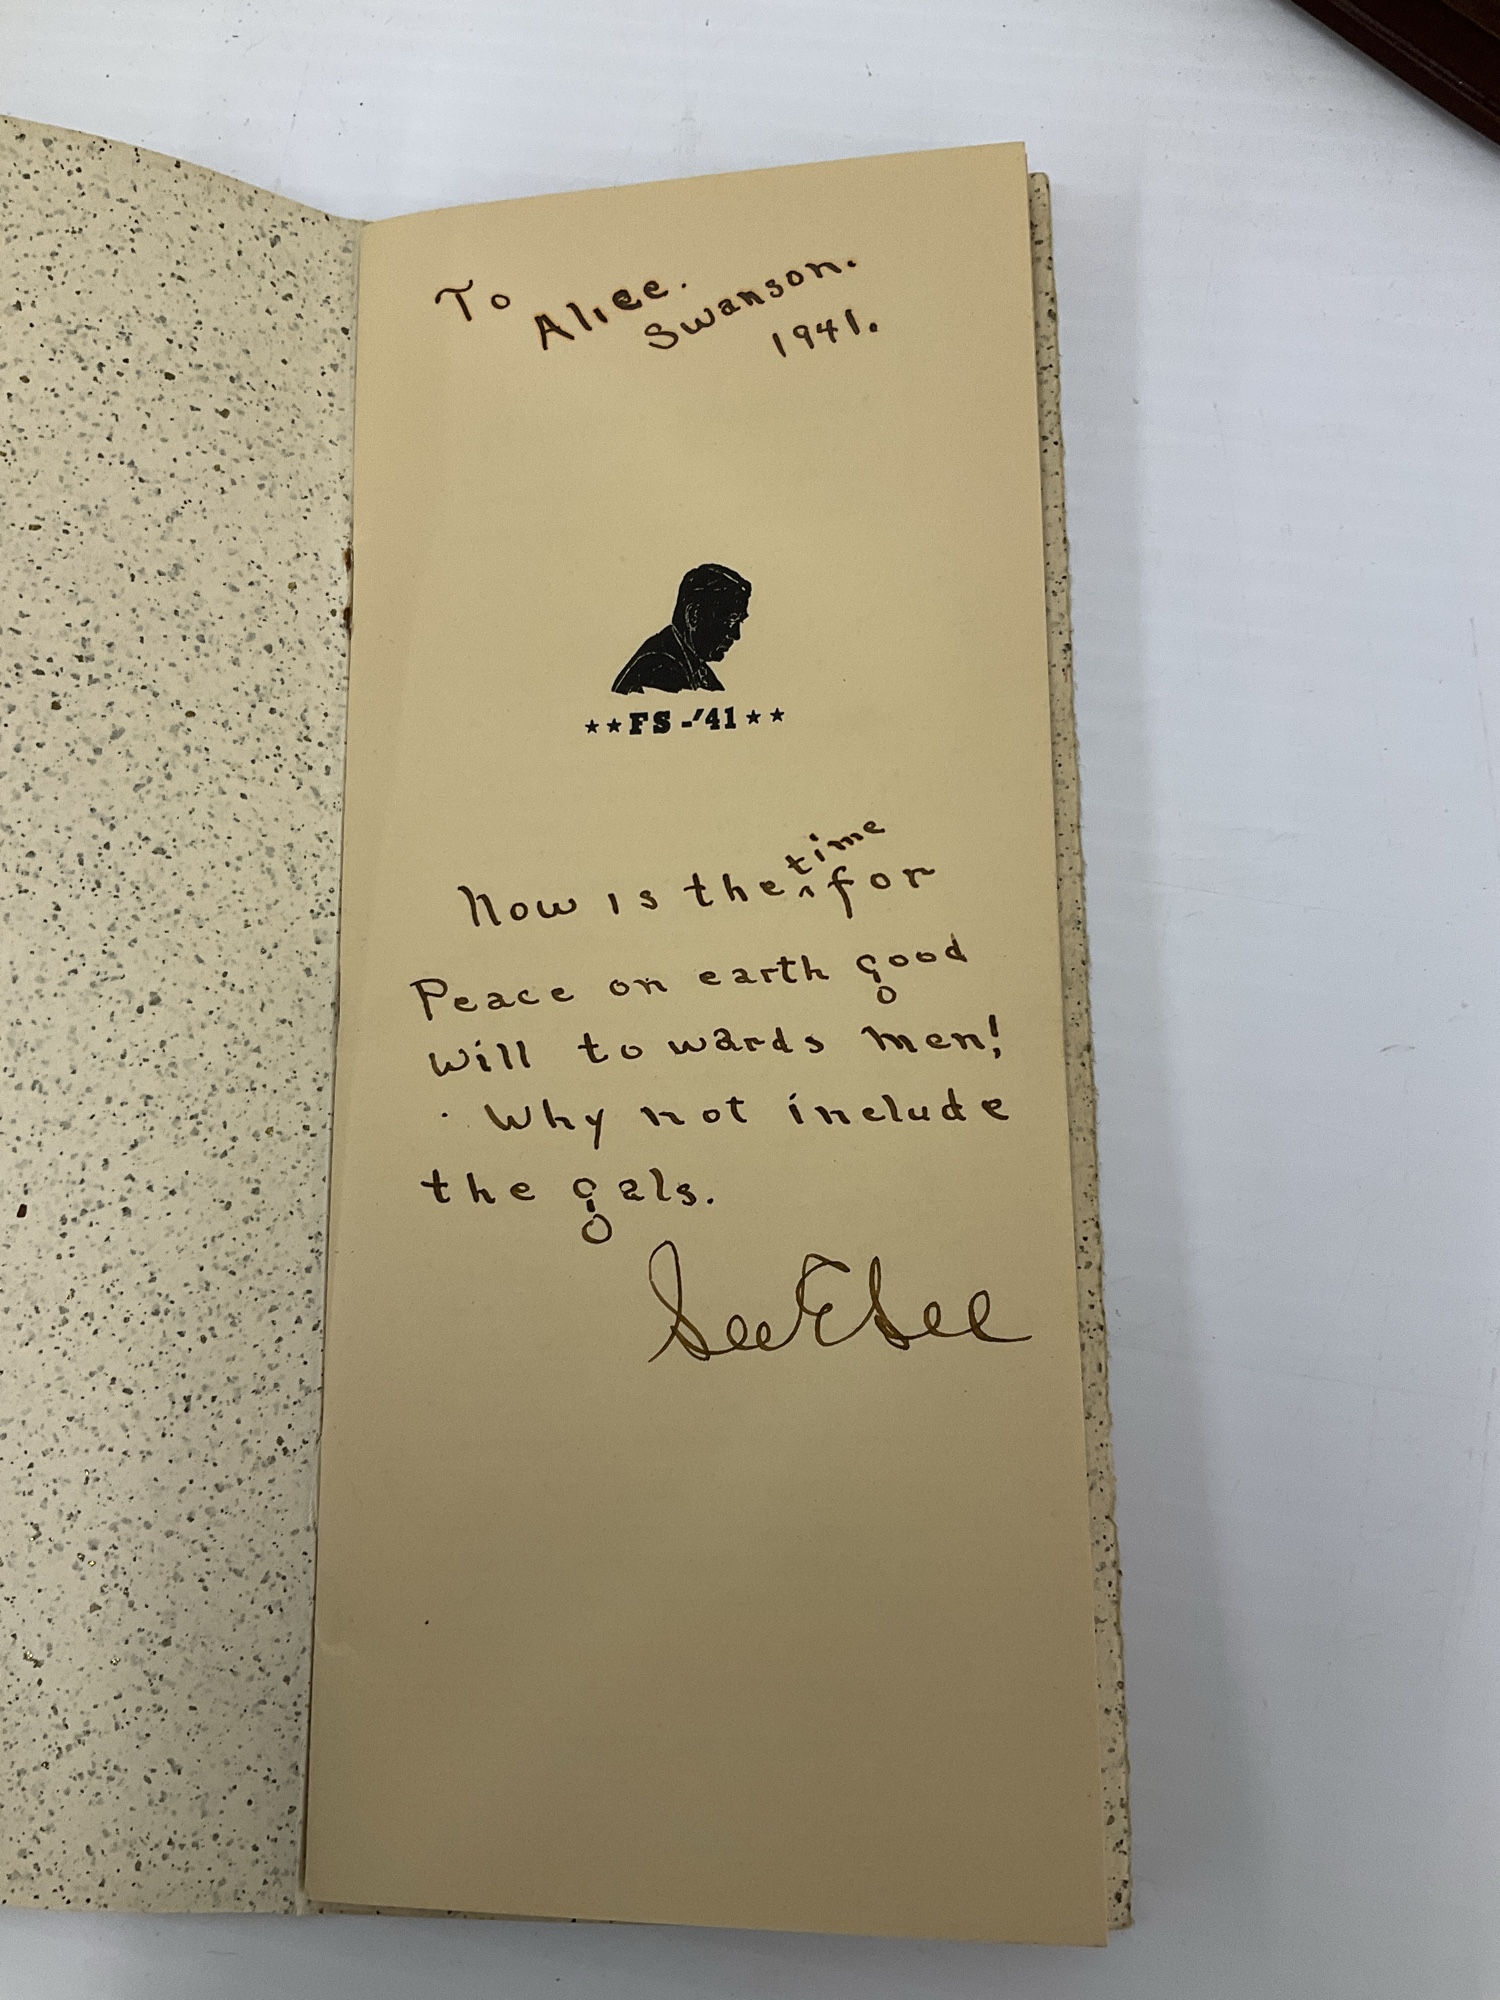 To Alice.
Swanson.
1941.
★★FS-'41★★
Now is the ^time for
Peace on earth good
will towards men!
Why not include
the gals.
SeeEssee